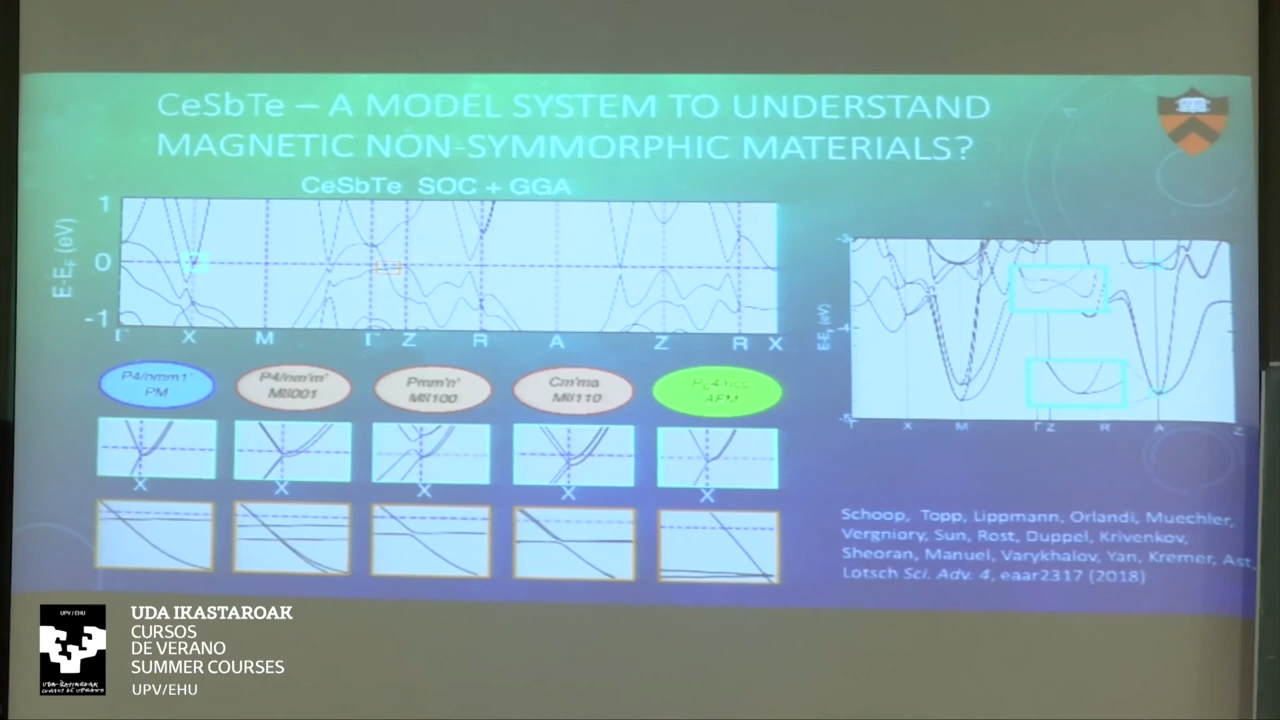 CeSbTe – A MODEL SYSTEM TO UNDERSTAND
MAGNETIC NON-SYMMORPHIC MATERIALS?
CeSbTe SOC + GGA
E-E_F (eV)
1
0
-1
Γ X M Γ Z R A Z R X
P4/nmm1'
PM
P4/nm'm'
M||001
Pmm'n'
M||100
Cm'ma
M||110
AFM
X
X
X
X
X
E-E_F (eV)
-3
-4
-5
X M Γ Z R A Z
Schoop, Topp, Lippmann, Orlandi, Muechler,
Vergniory, Sun, Rost, Duppel, Krivenkov,
Sheoran, Manuel, Varykhalov, Yan, Kremer, Ast,
Lotsch Sci. Adv. 4, eaar2317 (2018)
UPV / EHU
UDA IKASTAROAK
CURSOS
DE VERANO
SUMMER COURSES
UPV/EHU